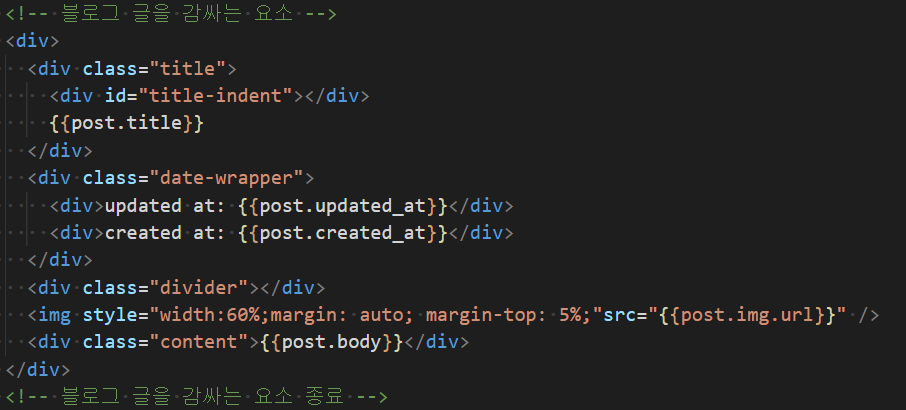 <!-- 블로그 글을 감싸는 요소 -->
<div>
<div class="title">
<div id="title-indent"></div>
{{post.title}}
</div>
<div class="date-wrapper">
<div>updated at: {{post.updated_at}}</div>
<div>created at: {{post.created_at}}</div>
</div>
<div class="divider"></div>
<img style="width:60%;margin: auto; margin-top: 5%;"src="{{post.img.url}}" />
<div class="content">{{post.body}}</div>
</div>
<!-- 블로그 글을 감싸는 요소 종료 -->